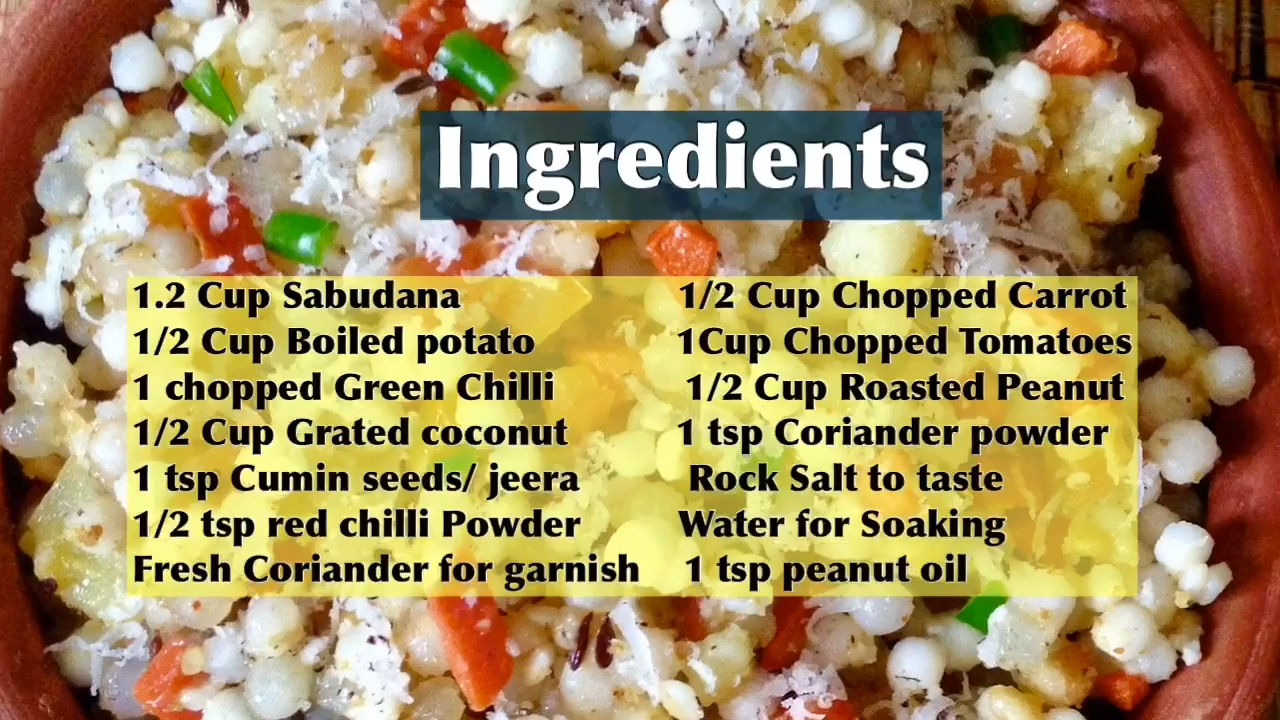 Ingredients
1.2 Cup Sabudana
1/2 Cup Boiled potato
1 chopped Green Chilli
1/2 Cup Grated coconut
1 tsp Cumin seeds/ jeera
1/2 tsp red chilli Powder
Fresh Coriander for garnish
1/2 Cup Chopped Carrot
1Cup Chopped Tomatoes
1/2 Cup Roasted Peanut
1 tsp Coriander powder
Rock Salt to taste
Water for Soaking
1 tsp peanut oil